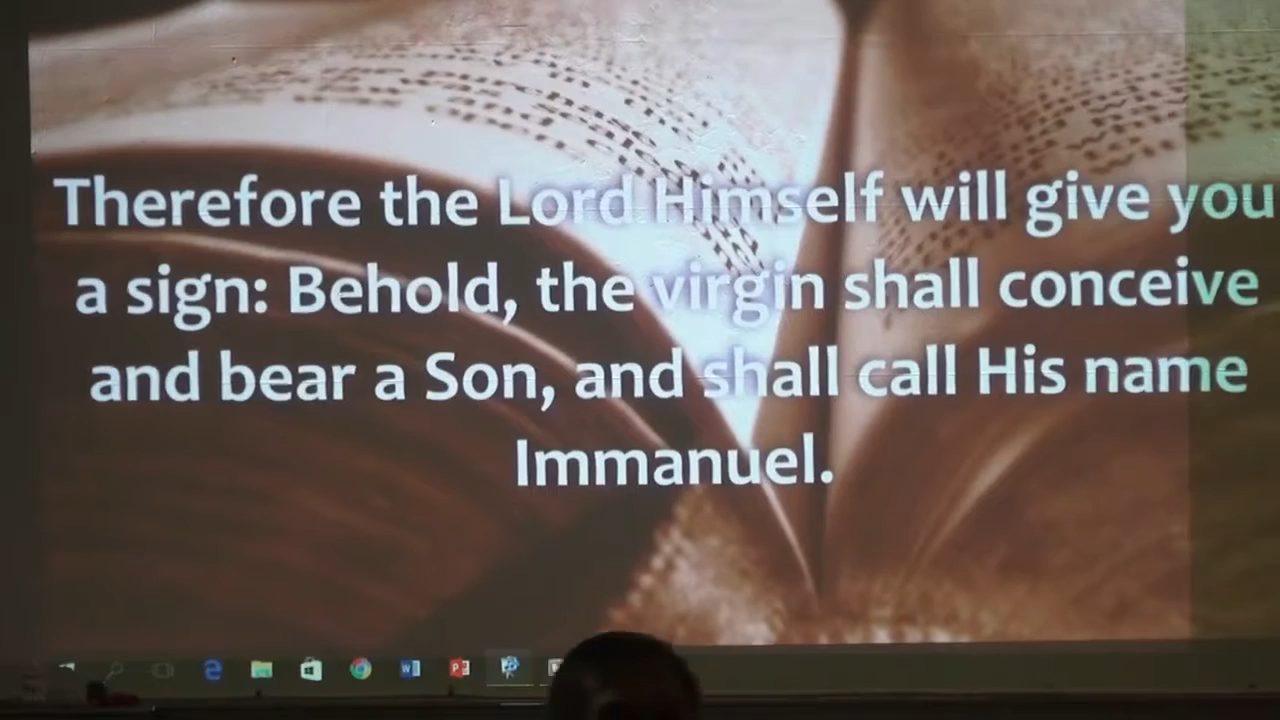 Therefore the Lord Himself will give you
a sign: Behold, the virgin shall conceive
and bear a Son, and shall call His name
Immanuel.